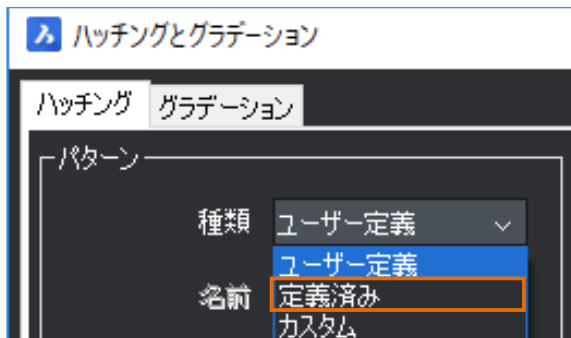 ハッチングとグラデーション
ハッチング グラデーション
パターン
種類 ユーザー定義
ユーザー定義
名前 定義済み
カスタム